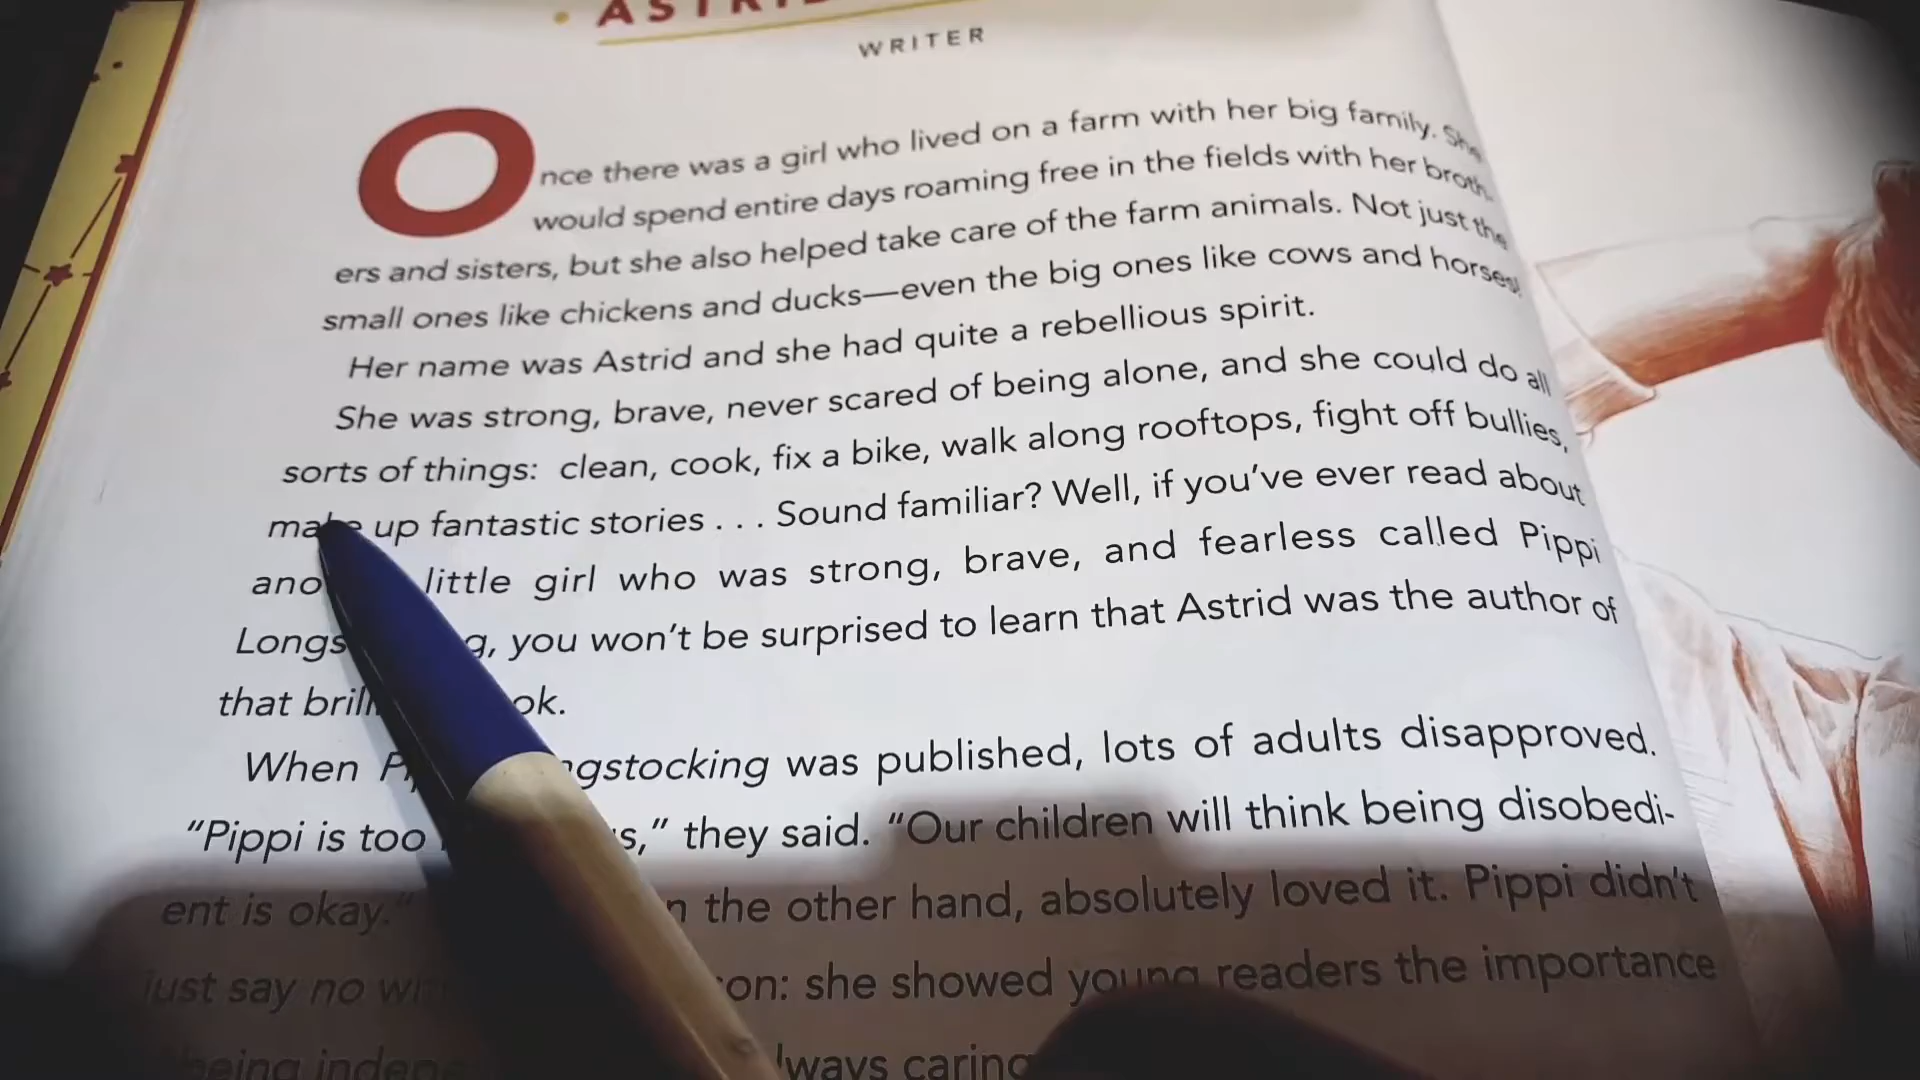 WRITER
Once there was a girl who lived on a farm with her big family. She
would spend entire days roaming free in the fields with her broth-
ers and sisters, but she also helped take care of the farm animals. Not just the
small ones like chickens and ducks—even the big ones like cows and horses!
Her name was Astrid and she had quite a rebellious spirit.
She was strong, brave, never scared of being alone, and she could do all
sorts of things: clean, cook, fix a bike, walk along rooftops, fight off bullies,
make up fantastic stories . . . Sound familiar? Well, if you've ever read about
little girl who was strong, brave, and fearless called Pippi
you won't be surprised to learn that Astrid was the author of
that
When was published, lots of adults disapproved.
"Pippi is too they said. "Our children will think being disobedi-
ent is okay." the other hand, absolutely loved it. Pippi didn't
just say no she showed young readers the importance
being caring